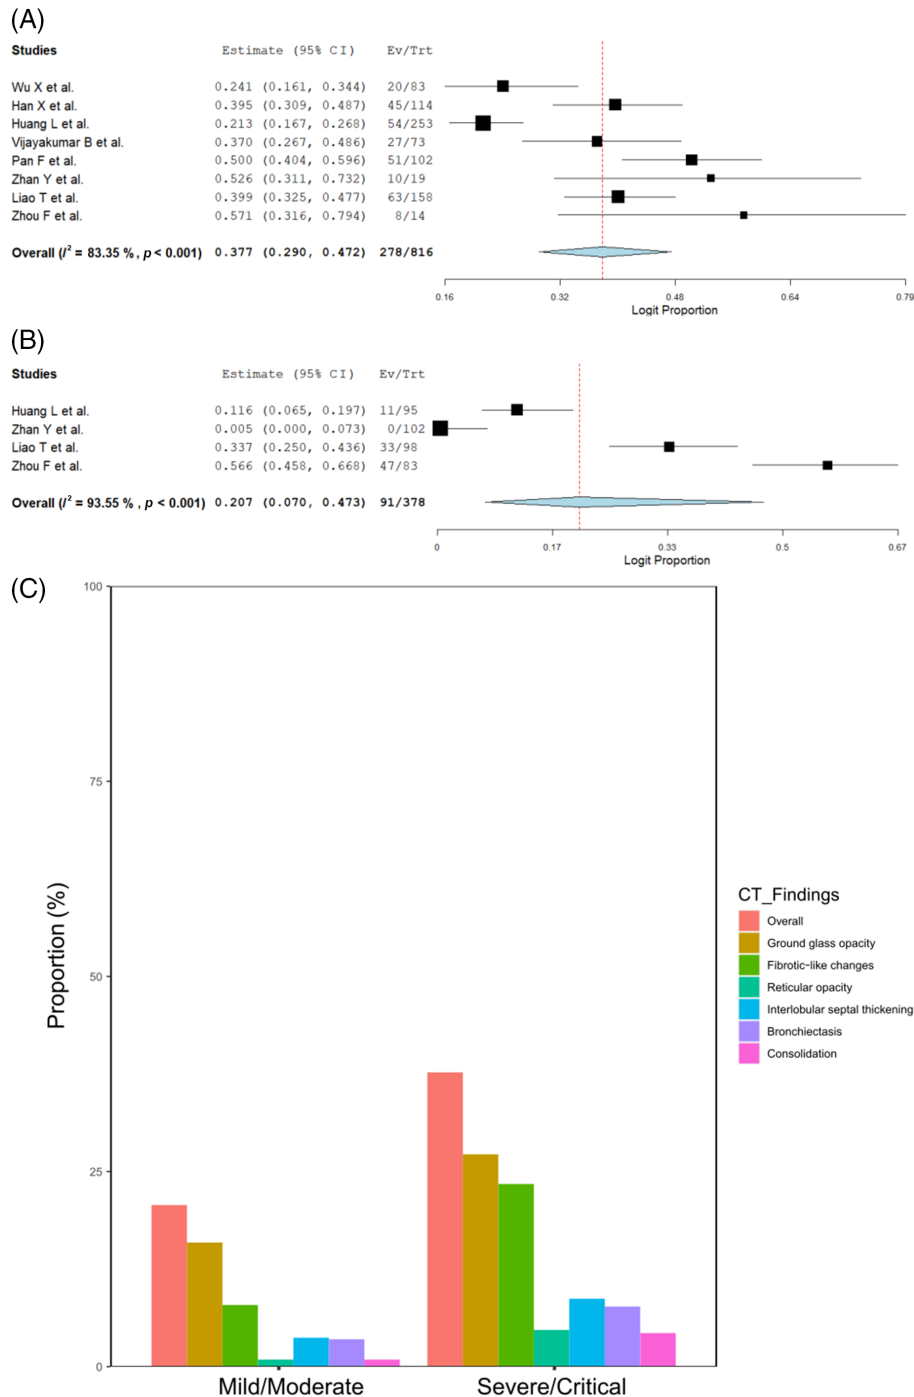 (A)
Studies Estimate (95% CI) Ev/Trt
Wu X et al. 0.241 (0.161, 0.344) 20/83
Han X et al. 0.395 (0.309, 0.487) 45/114
Huang L et al. 0.213 (0.167, 0.268) 54/253
Vijayakumar B et al. 0.370 (0.267, 0.486) 27/73
Pan F et al. 0.500 (0.404, 0.596) 51/102
Zhan Y et al. 0.526 (0.311, 0.732) 10/19
Liao T et al. 0.399 (0.325, 0.477) 63/158
Zhou F et al. 0.571 (0.316, 0.794) 8/14
Overall (I² = 83.35 % , p < 0.001) 0.377 (0.290, 0.472) 278/816
0.16 0.32 0.48 0.64 0.79
Logit Proportion
(B)
Studies Estimate (95% CI) Ev/Trt
Huang L et al. 0.116 (0.065, 0.197) 11/95
Zhan Y et al. 0.005 (0.000, 0.073) 0/102
Liao T et al. 0.337 (0.250, 0.436) 33/98
Zhou F et al. 0.566 (0.458, 0.668) 47/83
Overall (I² = 93.55 % , p < 0.001) 0.207 (0.070, 0.473) 91/378
0 0.17 0.33 0.5 0.67
Logit Proportion
(C)
100
75
50
25
0
Proportion (%)
Mild/Moderate Severe/Critical
CT_Findings
Overall
Ground glass opacity
Fibrotic-like changes
Reticular opacity
Interlobular septal thickening
Bronchiectasis
Consolidation